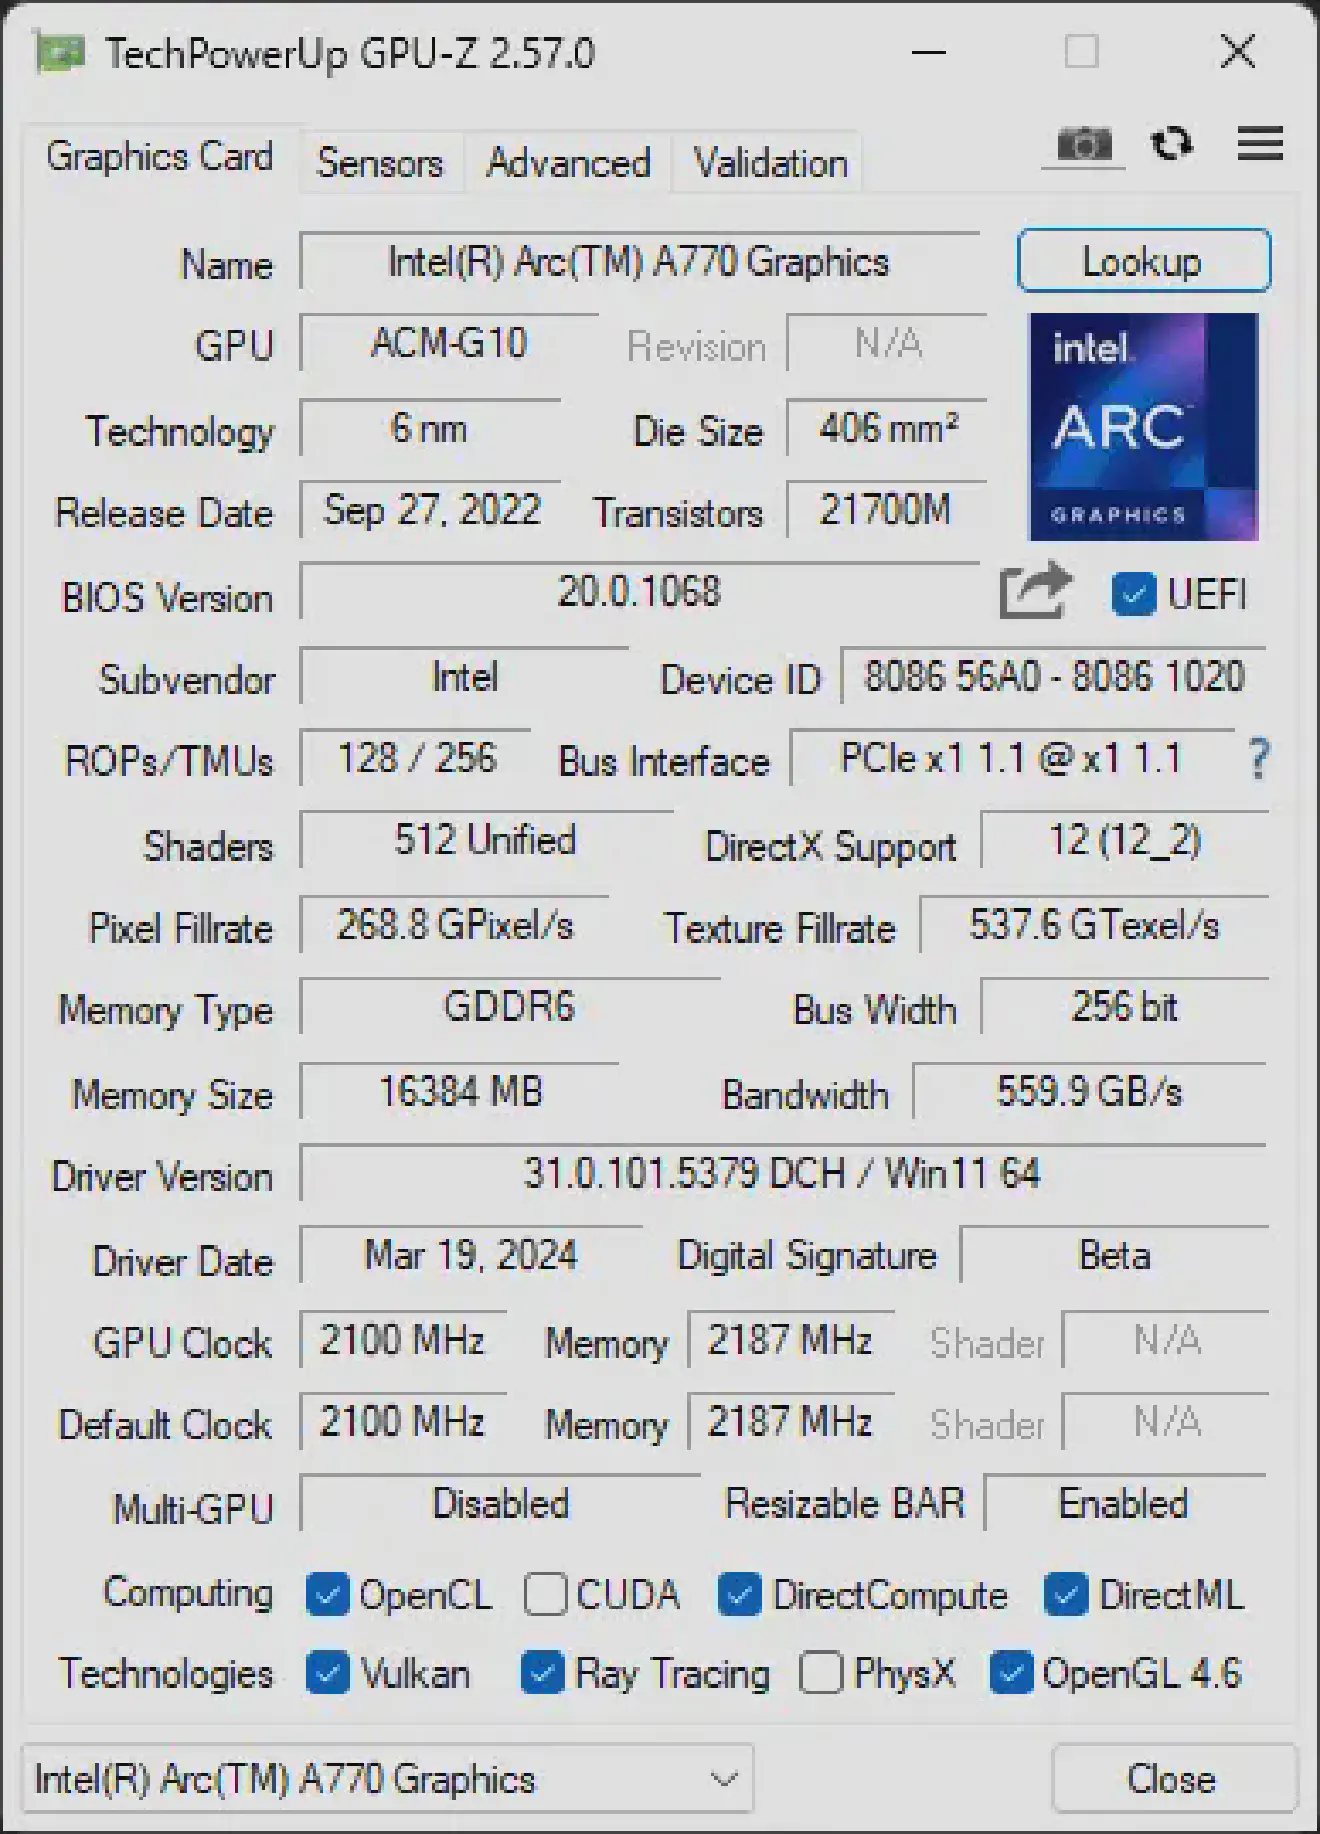 TechPowerUp GPU-Z 2.57.0
Graphics Card Sensors Advanced Validation
Name Intel(R) Arc(TM) A770 Graphics Lookup
GPU ACM-G10 Revision N/A
intel.
Technology 6 nm Die Size 406 mm²
ARC
Release Date Sep 27, 2022 Transistors 21700M
GRAPHICS
BIOS Version 20.0.1068 UEFI
Subvendor Intel Device ID 8086 56A0 - 8086 1020
ROPs/TMUs 128 / 256 Bus Interface PCIe x1 1.1 @ x1 1.1 ?
Shaders 512 Unified DirectX Support 12 (12_2)
Pixel Fillrate 268.8 GPixel/s Texture Fillrate 537.6 GTexel/s
Memory Type GDDR6 Bus Width 256 bit
Memory Size 16384 MB Bandwidth 559.9 GB/s
Driver Version 31.0.101.5379 DCH / Win11 64
Driver Date Mar 19, 2024 Digital Signature Beta
GPU Clock 2100 MHz Memory 2187 MHz Shader N/A
Default Clock 2100 MHz Memory 2187 MHz Shader N/A
Multi-GPU Disabled Resizable BAR Enabled
Computing OpenCL CUDA DirectCompute DirectML
Technologies Vulkan Ray Tracing PhysX OpenGL 4.6
Intel(R) Arc(TM) A770 Graphics Close